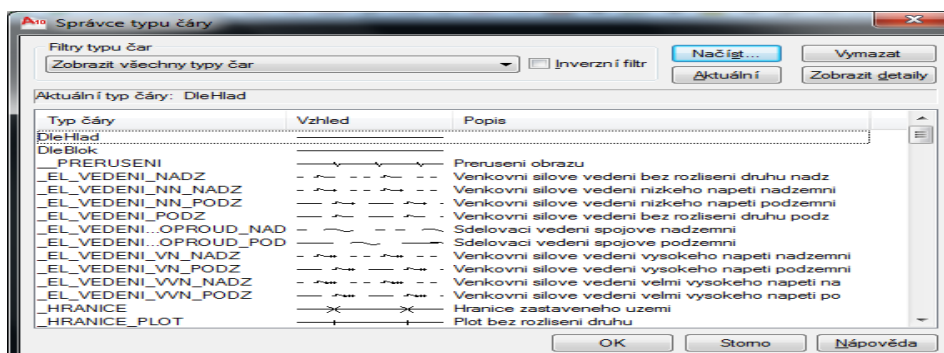 A10 Správce typu čáry
Filtry typu čar
Zobrazit všechny typy čar
Inverzní filtr
Načíst...
Vymazat
Aktuální
Zobrazit detaily
Aktuální typ čáry: DleHlad
Typ čáry Vzhled Popis
DleHlad
DleBlok
__PRERUSENI Preruseni obrazu
_EL_VEDENI_NADZ Venkovni silove vedeni bez rozliseni druhu nadz
_EL_VEDENI_NN_NADZ Venkovni silove vedeni nizkeho napeti nadzemni
_EL_VEDENI_NN_PODZ Venkovni silove vedeni nizkeho napeti podzemni
_EL_VEDENI_PODZ Venkovni silove vedeni bez rozliseni druhu podz
_EL_VEDENI...OPROUD_NAD Sdelovaci vedeni spojove nadzemni
_EL_VEDENI...OPROUD_POD Sdelovaci vedeni spojove podzemni
_EL_VEDENI_VN_NADZ Venkovni silove vedeni vysokeho napeti nadzemni
_EL_VEDENI_VN_PODZ Venkovni silove vedeni vysokeho napeti podzemni
_EL_VEDENI_VVN_NADZ Venkovni silove vedeni velmi vysokeho napeti na
_EL_VEDENI_VVN_PODZ Venkovni silove vedeni velmi vysokeho napeti po
_HRANICE Hranice zastaveneho uzemi
_HRANICE_PLOT Plot bez rozliseni druhu
OK Storno Nápověda